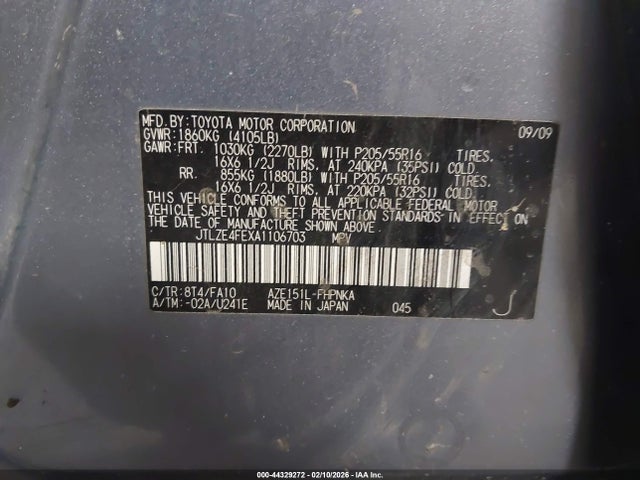 MFD. BY: TOYOTA MOTOR CORPORATION 09/09
GVWR: 1860KG (4105LB)
GAWR: FRT. 1030KG (2270LB) WITH P205/55R16 TIRES.
16X6 1/2J RIMS, AT 240KPA (35PSI) COLD.
RR. 855KG (1880LB) WITH P205/55R16 TIRES.
16X6 1/2J RIMS, AT 220KPA (32PSI) COLD.
THIS VEHICLE CONFORMS TO ALL APPLICABLE FEDERAL MOTOR
VEHICLE SAFETY AND THEFT PREVENTION STANDARDS IN EFFECT ON
THE DATE OF MANUFACTURE SHOWN ABOVE.
JTLZE4FEXA1106703 MPV
C/TR: 8T4/FA10 AZE151L-FHPNKA
A/TM: -02A/U241E MADE IN JAPAN 045 J
000-44329272 - 02/10/2026 - IAA Inc.